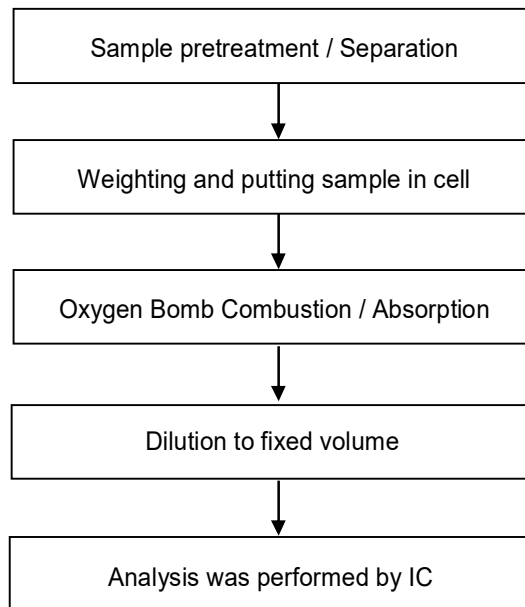 Sample pretreatment / Separation
Weighting and putting sample in cell
Oxygen Bomb Combustion / Absorption
Dilution to fixed volume
Analysis was performed by IC